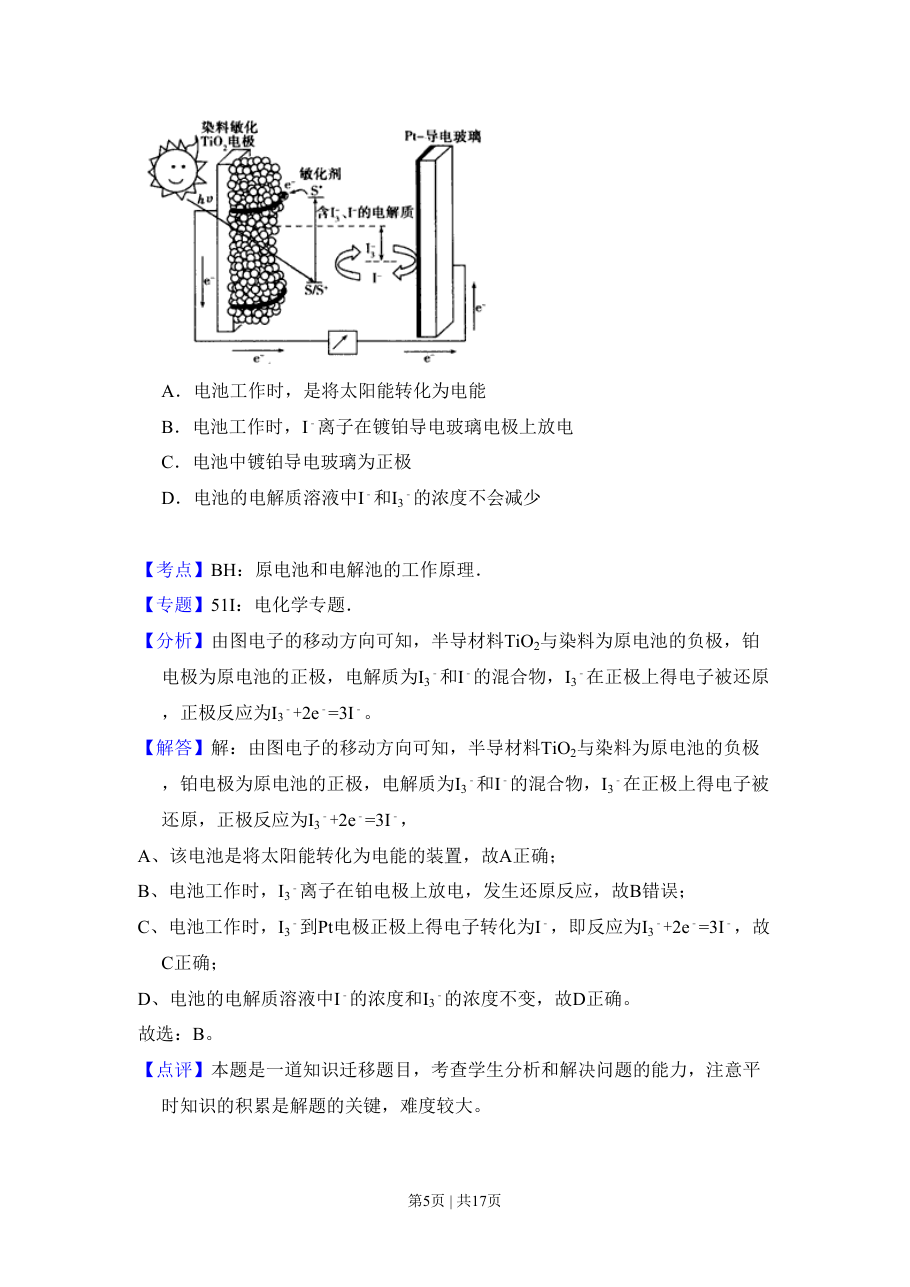 染料敏化
TiO₂电极
Pt-导电玻璃
敏化剂
e⁻
S*
hυ
含I₃⁻、I⁻的电解质
I₃⁻
I⁻
S/S⁺
e⁻
e⁻
e⁻
e⁻
A．电池工作时，是将太阳能转化为电能
B．电池工作时，I﹣离子在镀铂导电玻璃电极上放电
C．电池中镀铂导电玻璃为正极
D．电池的电解质溶液中I﹣和I₃﹣的浓度不会减少
【考点】BH：原电池和电解池的工作原理．
【专题】51I：电化学专题．
【分析】由图电子的移动方向可知，半导材料TiO₂与染料为原电池的负极，铂
电极为原电池的正极，电解质为I₃﹣和I﹣的混合物，I₃﹣在正极上得电子被还原
，正极反应为I₃﹣+2e﹣=3I﹣。
【解答】解：由图电子的移动方向可知，半导材料TiO₂与染料为原电池的负极
，铂电极为原电池的正极，电解质为I₃﹣和I﹣的混合物，I₃﹣在正极上得电子被
还原，正极反应为I₃﹣+2e﹣=3I﹣，
A、该电池是将太阳能转化为电能的装置，故A正确；
B、电池工作时，I₃﹣离子在铂电极上放电，发生还原反应，故B错误；
C、电池工作时，I₃﹣到Pt电极正极上得电子转化为I﹣，即反应为I₃﹣+2e﹣=3I﹣，故
C正确；
D、电池的电解质溶液中I﹣的浓度和I₃﹣的浓度不变，故D正确。
故选：B。
【点评】本题是一道知识迁移题目，考查学生分析和解决问题的能力，注意平
时知识的积累是解题的关键，难度较大。
第5页 | 共17页